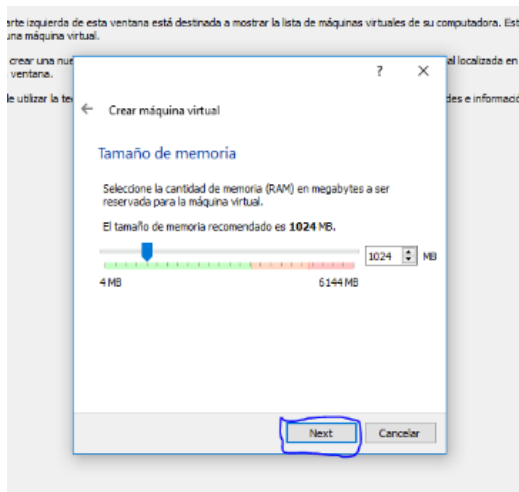 arte izquierda de esta ventana está destinada a mostrar la lista de máquinas virtuales de su computadora. Est
una máquina virtual.
crear una nue
al localizada en
ventana.
le utilizar la te
des e informació
? ×
← Crear máquina virtual
Tamaño de memoria
Seleccione la cantidad de memoria (RAM) en megabytes a ser
reservada para la máquina virtual.
El tamaño de memoria recomendado es 1024 MB.
1024 MB
4 MB 6144 MB
Next Cancelar